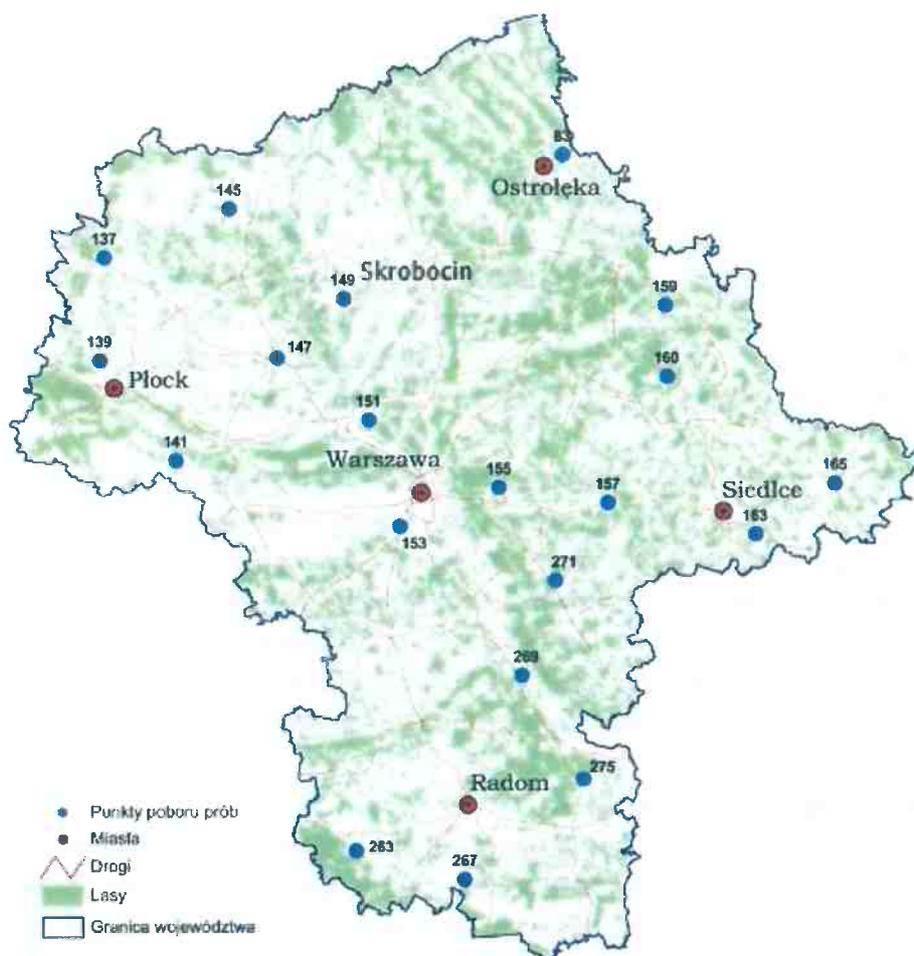 83
Ostrołęka
145
137
Skrobocin
149
159
147
139
160
Płock
151
141
Warszawa
155
157
165
Siedlce
163
153
271
269
275
Radom
263
267
Punkty poboru prób
Miasta
Drogi
Lasy
Granica województwa